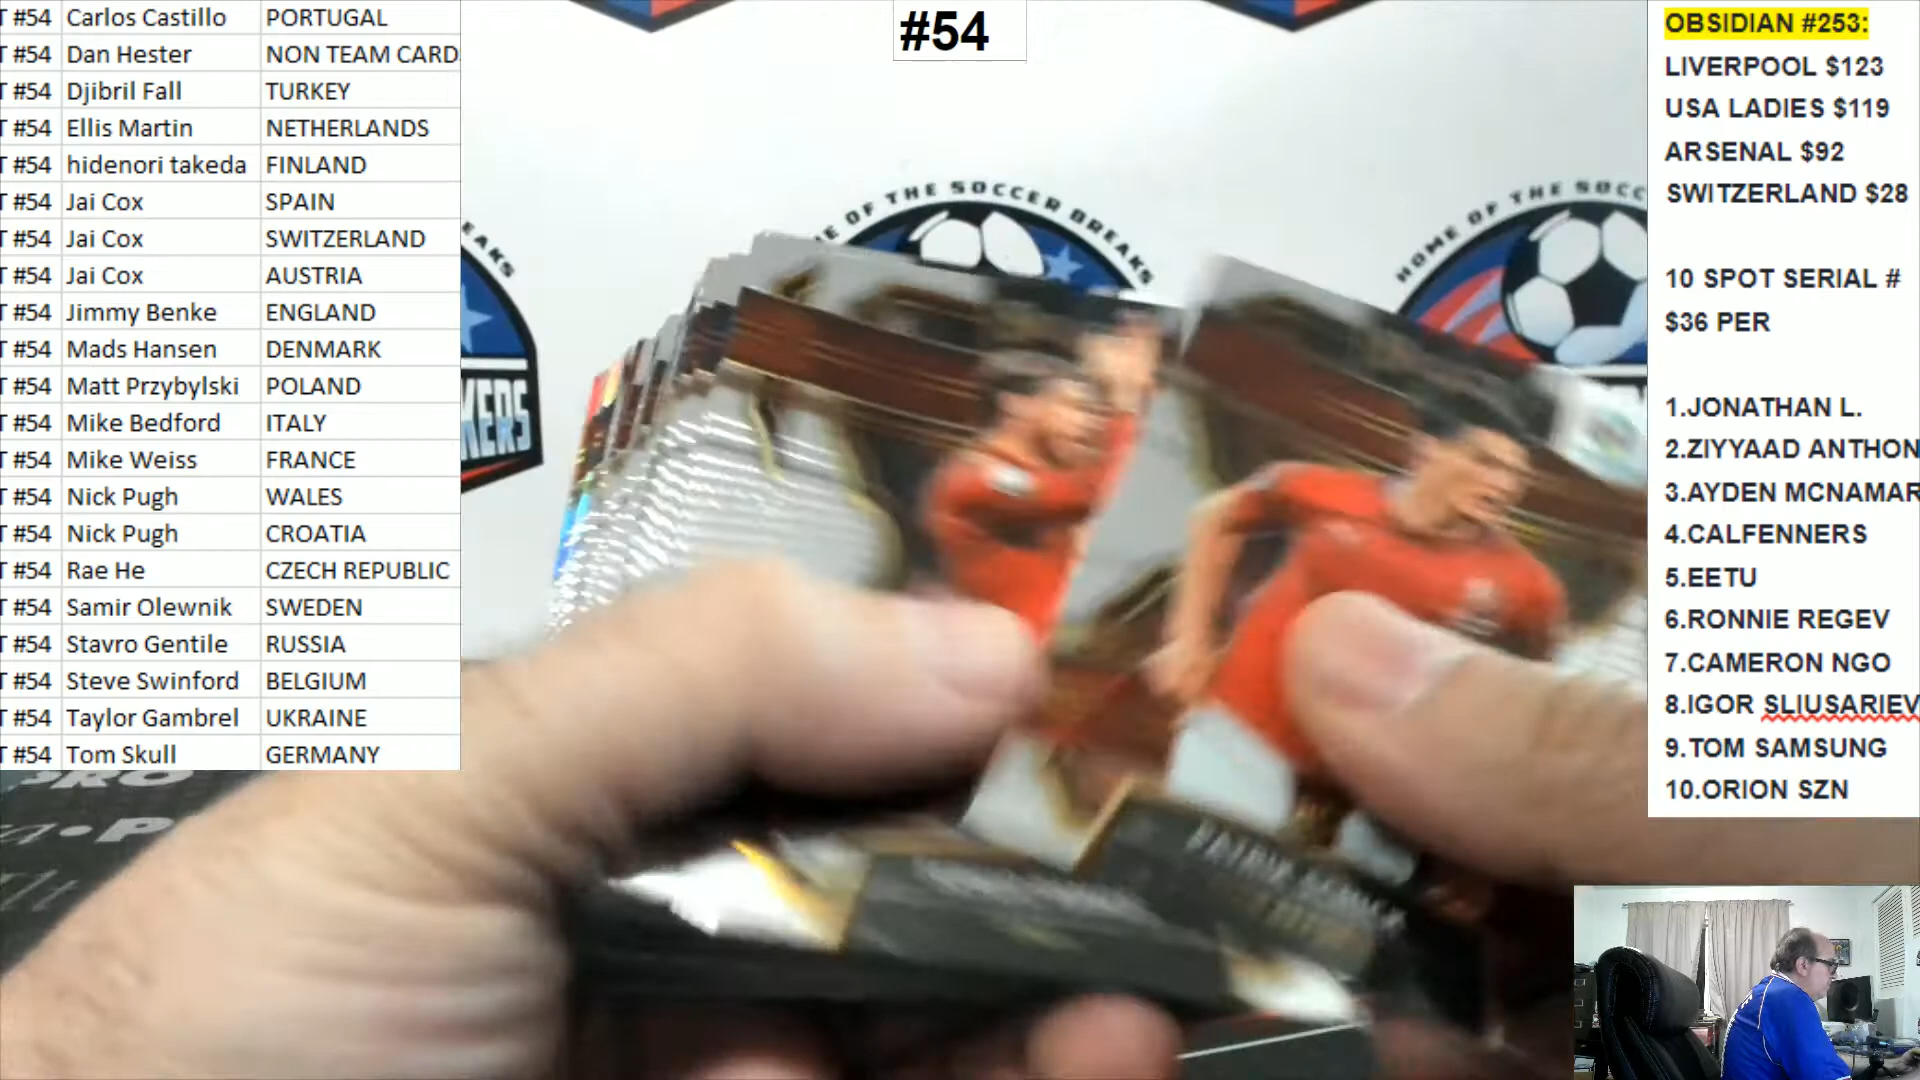 T #54 Carlos Castillo PORTUGAL
T #54 Dan Hester NON TEAM CARD
T #54 Djibril Fall TURKEY
T #54 Ellis Martin NETHERLANDS
T #54 hidenori takeda FINLAND
T #54 Jai Cox SPAIN
T #54 Jai Cox SWITZERLAND
T #54 Jai Cox AUSTRIA
T #54 Jimmy Benke ENGLAND
T #54 Mads Hansen DENMARK
T #54 Matt Przybylski POLAND
T #54 Mike Bedford ITALY
T #54 Mike Weiss FRANCE
T #54 Nick Pugh WALES
T #54 Nick Pugh CROATIA
T #54 Rae He CZECH REPUBLIC
T #54 Samir Olewnik SWEDEN
T #54 Stavro Gentile RUSSIA
T #54 Steve Swinford BELGIUM
T #54 Taylor Gambrel UKRAINE
T #54 Tom Skull GERMANY
#54
OF THE SOCCER BREAKS
HOME OF THE SOCC
EAKS
KERS
PATRIK SCHICK
OBSIDIAN #253:
LIVERPOOL $123
USA LADIES $119
ARSENAL $92
SWITZERLAND $28
10 SPOT SERIAL #
$36 PER
1.JONATHAN L.
2.ZIYYAAD ANTHON
3.AYDEN MCNAMAR
4.CALFENNERS
5.EETU
6.RONNIE REGEV
7.CAMERON NGO
8.IGOR SLIUSARIEV
9.TOM SAMSUNG
10.ORION SZN